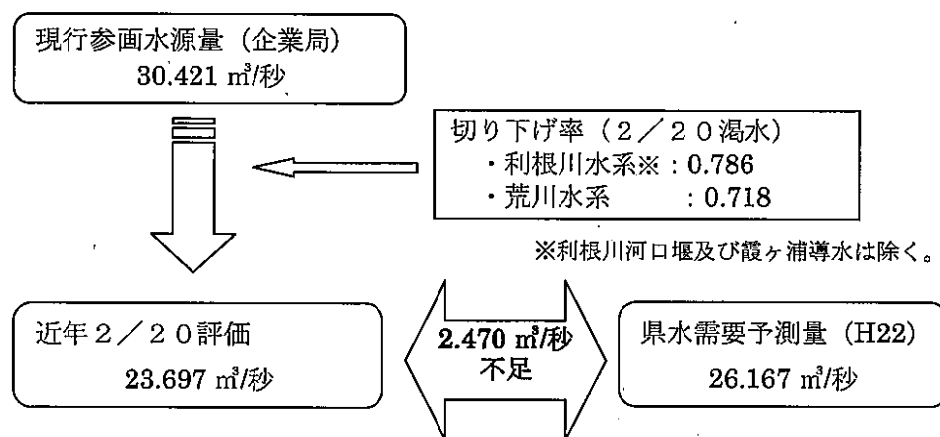 現行参画水源量（企業局）
30.421 ㎥/秒
切り下げ率（２／２０渇水）
・利根川水系※：0.786
・荒川水系　　：0.718
※利根川河口堰及び霞ヶ浦導水は除く。
近年２／２０評価
23.697 ㎥/秒
2.470 ㎥/秒
不足
県水需要予測量（H22）
26.167 ㎥/秒